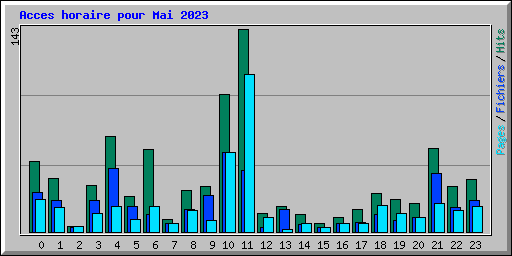 Acces horaire pour Mai 2023
143
Pages/Fichiers/Hits
0 1 2 3 4 5 6 7 8 9 10 11 12 13 14 15 16 17 18 19 20 21 22 23